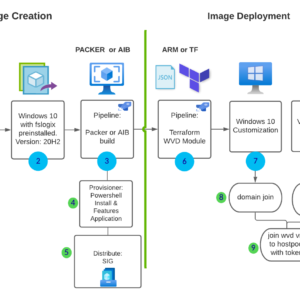 ge Creation
Image Deployment
PACKER or AIB
ARM or TF
JSON
Windows 10
with fslogix
preinstalled.
Version: 20H2
Pipeline:
Packer or AIB
build
Pipeline:
Terraform
WVD Module
Windows 10
Customization
2
3
6
7
4
Provisioner:
Powershell
Install &
Features
Application
8
domain join
5
Distribute:
SIG
9
join wvd v
to hostpo
with toke